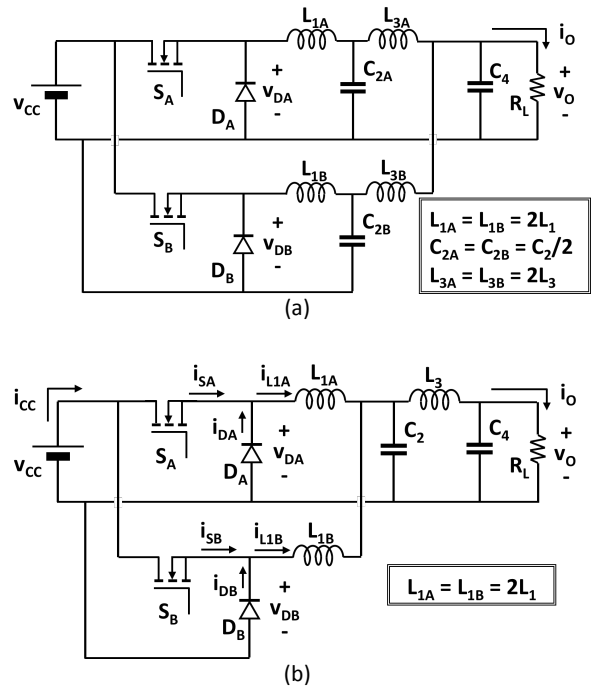 L1A L3A iO
SA DA + vDA - C2A C4 RL + vO -
vCC
L1B L3B
SB DB + vDB - C2B
L1A = L1B = 2L1
C2A = C2B = C2/2
L3A = L3B = 2L3
(a)
iCC iSA iL1A L1A L3 iO
iDA
SA DA + vDA - C2 C4 RL + vO -
vCC
iSB iL1B L1B
iDB
SB DB + vDB -
L1A = L1B = 2L1
(b)